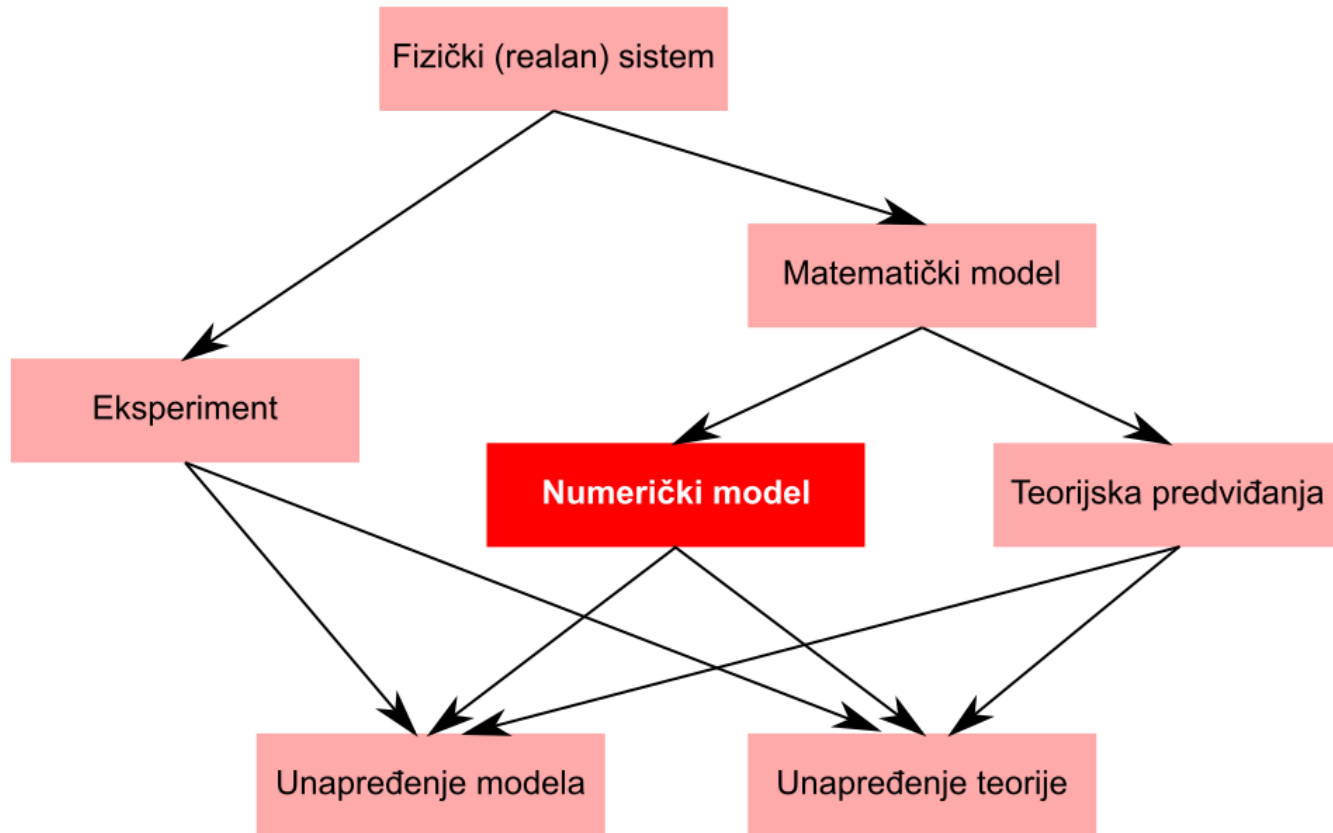 Fizički (realan) sistem
Matematički model
Eksperiment
Numerički model
Teorijska predviđanja
Unapređenje modela
Unapređenje teorije